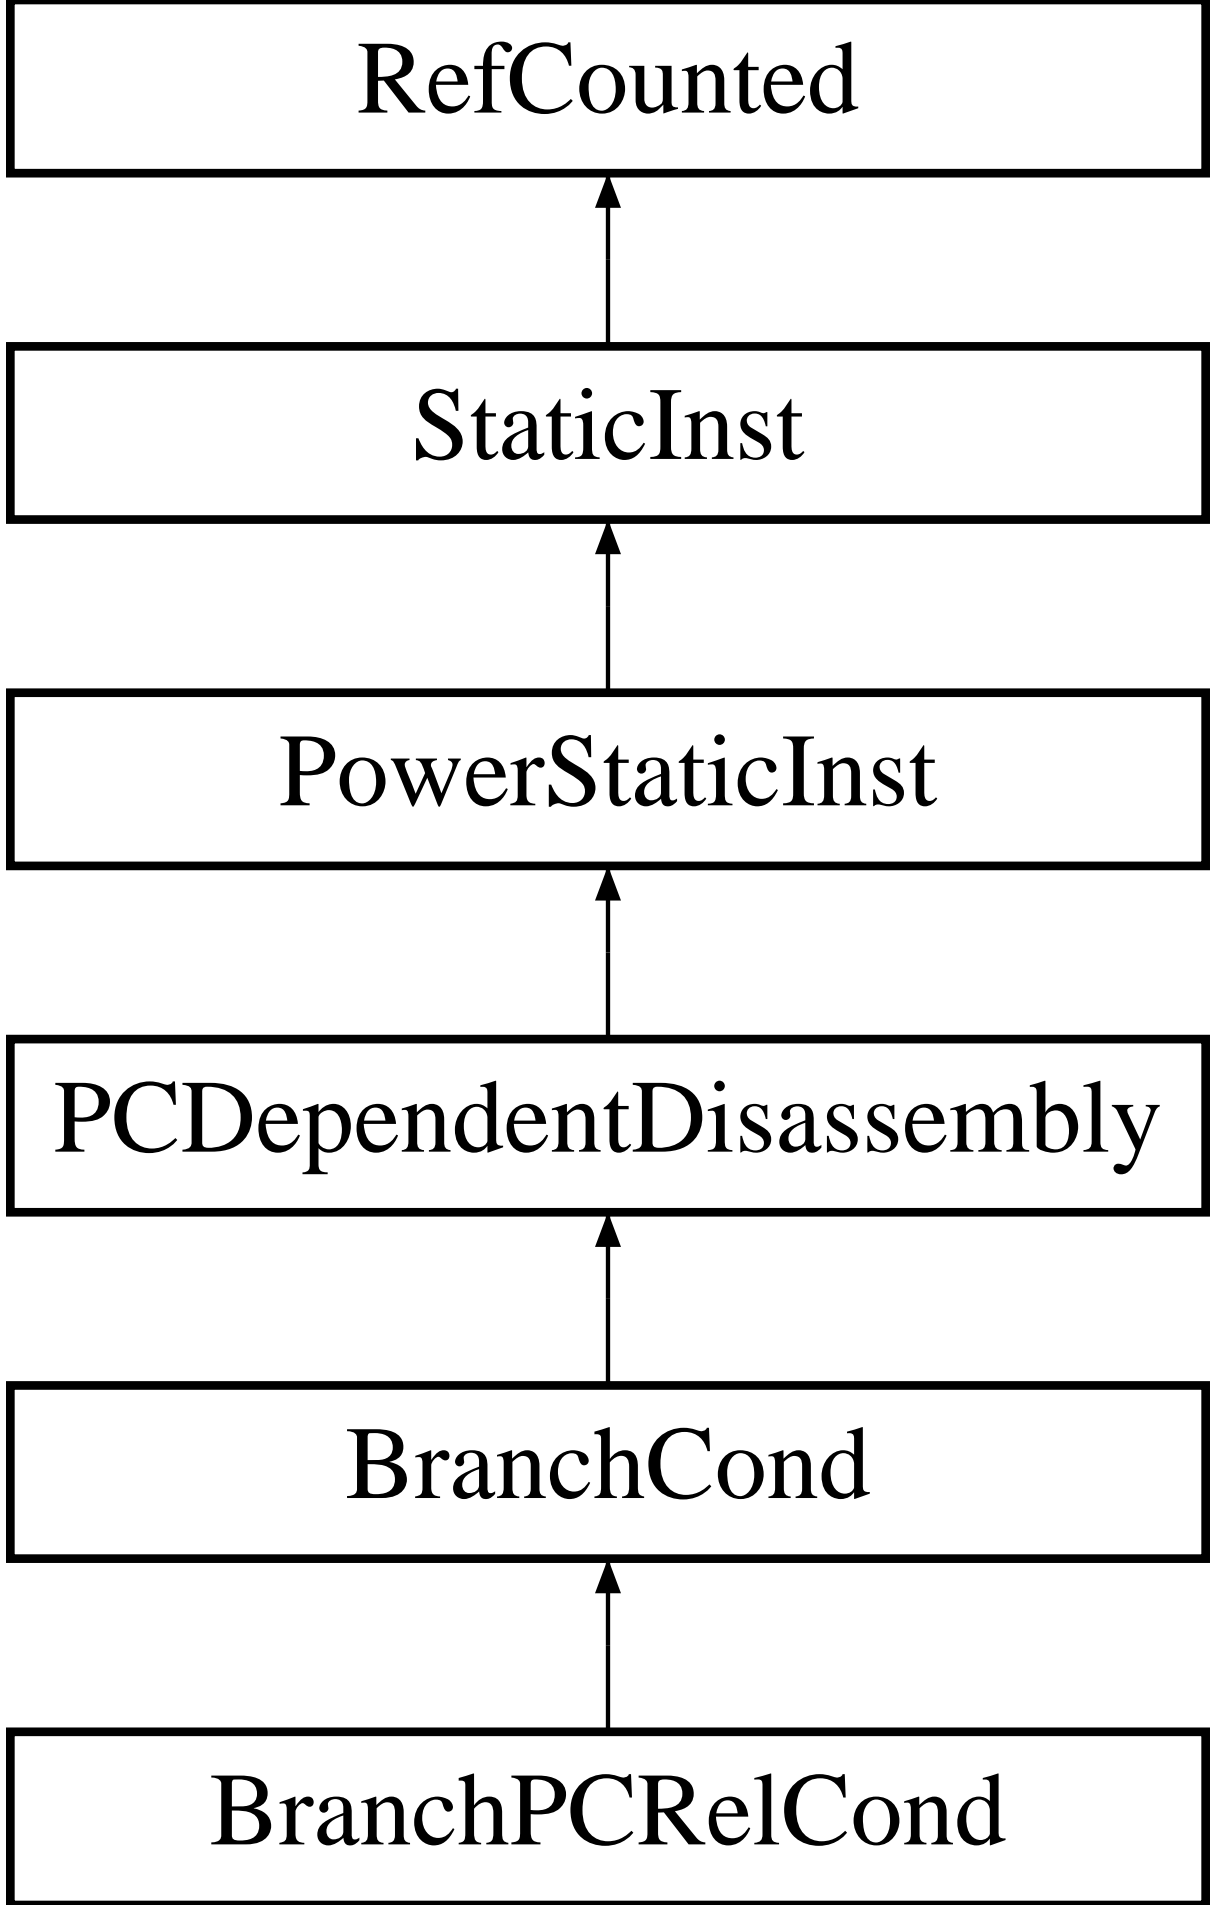 RefCounted
StaticInst
PowerStaticInst
PCDependentDisassembly
BranchCond
BranchPCRelCond